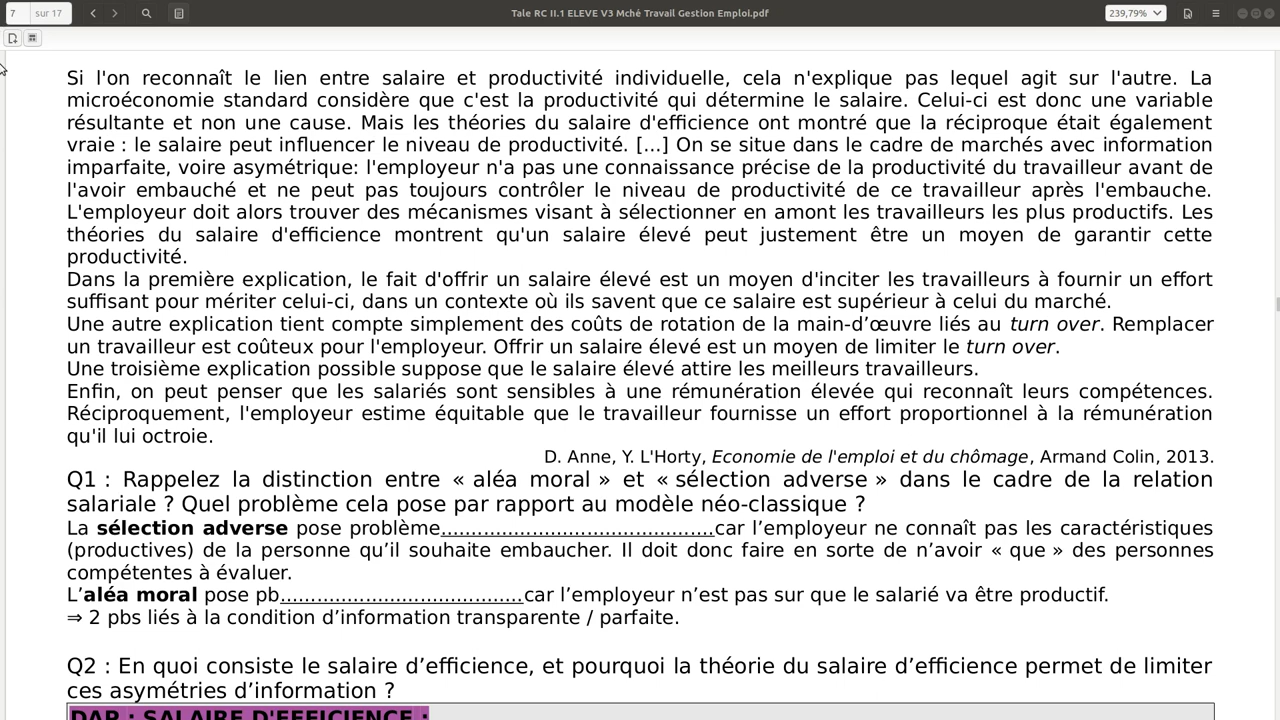 7 sur 17 Tale RC II.1 ELEVE V3 Mché Travail Gestion Emploi.pdf 239,79%
Si l'on reconnaît le lien entre salaire et productivité individuelle, cela n'explique pas lequel agit sur l'autre. La
microéconomie standard considère que c'est la productivité qui détermine le salaire. Celui-ci est donc une variable
résultante et non une cause. Mais les théories du salaire d'efficience ont montré que la réciproque était également
vraie : le salaire peut influencer le niveau de productivité. [...] On se situe dans le cadre de marchés avec information
imparfaite, voire asymétrique: l'employeur n'a pas une connaissance précise de la productivité du travailleur avant de
l'avoir embauché et ne peut pas toujours contrôler le niveau de productivité de ce travailleur après l'embauche.
L'employeur doit alors trouver des mécanismes visant à sélectionner en amont les travailleurs les plus productifs. Les
théories du salaire d'efficience montrent qu'un salaire élevé peut justement être un moyen de garantir cette
productivité.
Dans la première explication, le fait d'offrir un salaire élevé est un moyen d'inciter les travailleurs à fournir un effort
suffisant pour mériter celui-ci, dans un contexte où ils savent que ce salaire est supérieur à celui du marché.
Une autre explication tient compte simplement des coûts de rotation de la main-d’œuvre liés au turn over. Remplacer
un travailleur est coûteux pour l'employeur. Offrir un salaire élevé est un moyen de limiter le turn over.
Une troisième explication possible suppose que le salaire élevé attire les meilleurs travailleurs.
Enfin, on peut penser que les salariés sont sensibles à une rémunération élevée qui reconnaît leurs compétences.
Réciproquement, l'employeur estime équitable que le travailleur fournisse un effort proportionnel à la rémunération
qu'il lui octroie.
D. Anne, Y. L'Horty, Economie de l'emploi et du chômage, Armand Colin, 2013.
Q1 : Rappelez la distinction entre « aléa moral » et « sélection adverse » dans le cadre de la relation
salariale ? Quel problème cela pose par rapport au modèle néo-classique ?
La sélection adverse pose problème.............................................car l’employeur ne connaît pas les caractéristiques
(productives) de la personne qu’il souhaite embaucher. Il doit donc faire en sorte de n’avoir « que » des personnes
compétentes à évaluer.
L’aléa moral pose pb........................................car l’employeur n’est pas sur que le salarié va être productif.
⇒ 2 pbs liés à la condition d’information transparente / parfaite.
Q2 : En quoi consiste le salaire d’efficience, et pourquoi la théorie du salaire d’efficience permet de limiter
ces asymétries d’information ?
DAP : SALAIRE D'EFFICIENCE :